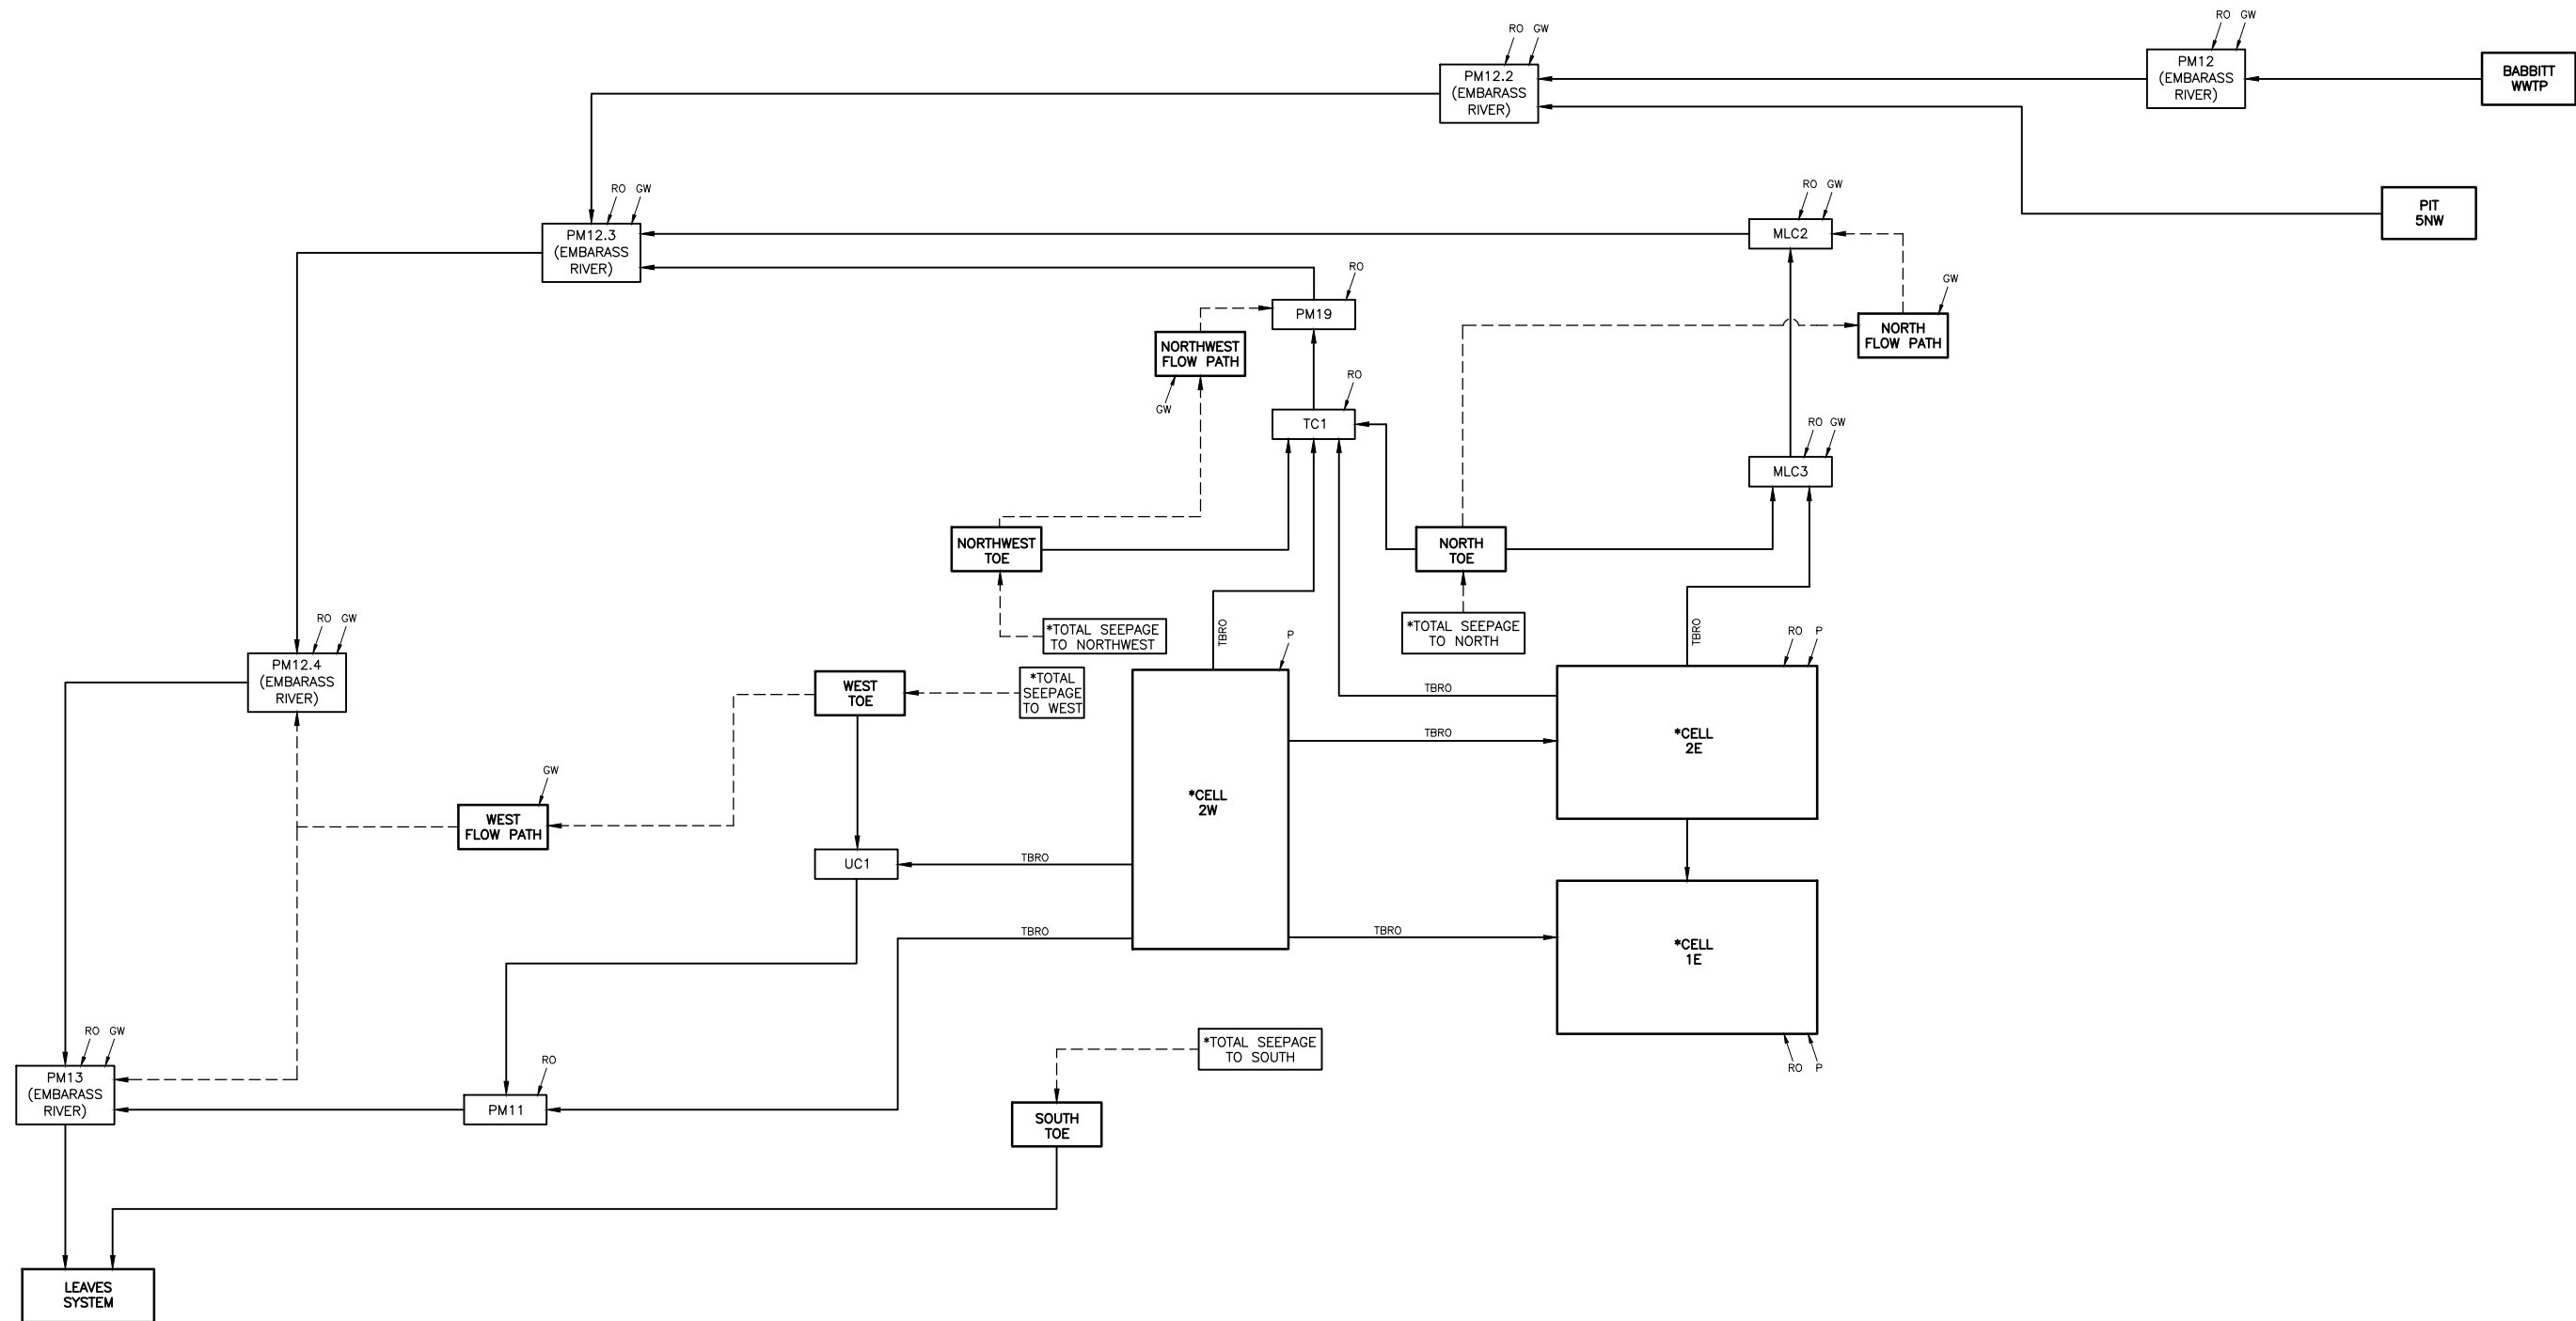 RO GW
PM12
(EMBARASS
RIVER)
BABBITT
WWTP
RO GW
PM12.2
(EMBARASS
RIVER)
PIT
5NW
RO GW
PM12.3
(EMBARASS
RIVER)
RO GW
MLC2
RO
PM19
GW
NORTH
FLOW PATH
NORTHWEST
FLOW PATH
GW
RO
TC1
RO GW
MLC3
NORTHWEST
TOE
NORTH
TOE
*TOTAL SEEPAGE
TO NORTHWEST
*TOTAL SEEPAGE
TO NORTH
TBRO
TBRO
RO GW
PM12.4
(EMBARASS
RIVER)
WEST
TOE
*TOTAL
SEEPAGE
TO WEST
P
RO P
TBRO
TBRO
*CELL
2E
*CELL
2W
GW
WEST
FLOW PATH
UC1
TBRO
TBRO
TBRO
*CELL
1E
RO P
RO GW
PM13
(EMBARASS
RIVER)
RO
PM11
*TOTAL SEEPAGE
TO SOUTH
SOUTH
TOE
LEAVES
SYSTEM